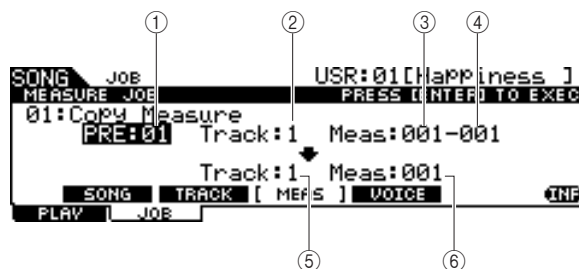 ① ② ③ ④
SONG JOB USR:01[Happiness ]
MEASURE JOB PRESS [ENTER] TO EXEC
01:Copy Measure
PRE:01 Track:1 Meas:001-001
Track:1 Meas:001
SONG TRACK [ MEAS ] VOICE INF
PLAY JOB
⑤ ⑥